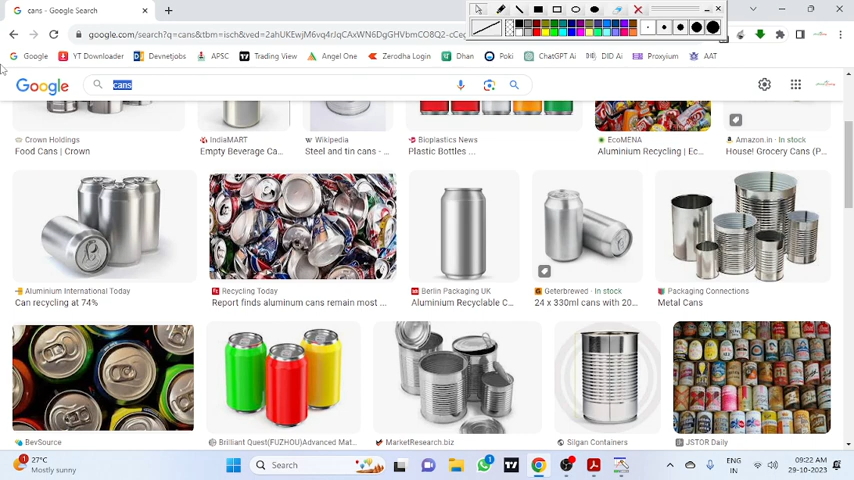 cans - Google Search
google.com/search?q=cans&tbm=isch&ved=2ahUKEwjM6vq4rJqCAxWN6DgGHVbmCO8Q2-cCeg
Google YT Downloader Devnetjobs APSC Trading View Angel One Zerodha Login Dhan Poki ChatGPT Ai DID Ai Proxyium AAT
Google cans
Crown Holdings
Food Cans | Crown
IndiaMART
Empty Beverage Ca...
Wikipedia
Steel and tin cans - ...
Bioplastics News
Plastic Bottles ...
EcoMENA
Aluminium Recycling | Ec...
Amazon.in · In stock
House! Grocery Cans (P...
Aluminium International Today
Can recycling at 74%
Recycling Today
Report finds aluminum cans remain most ...
Berlin Packaging UK
Aluminium Recyclable C...
Geterbrewed · In stock
24 x 330ml cans with 20...
Packaging Connections
Metal Cans
BevSource
Brilliant Quest(FUZHOU)Advanced Mat...
MarketResearch.biz
Silgan Containers
JSTOR Daily
1
27°C
Mostly sunny
Search
1
ENG
IN
09:22 AM
29-10-2023